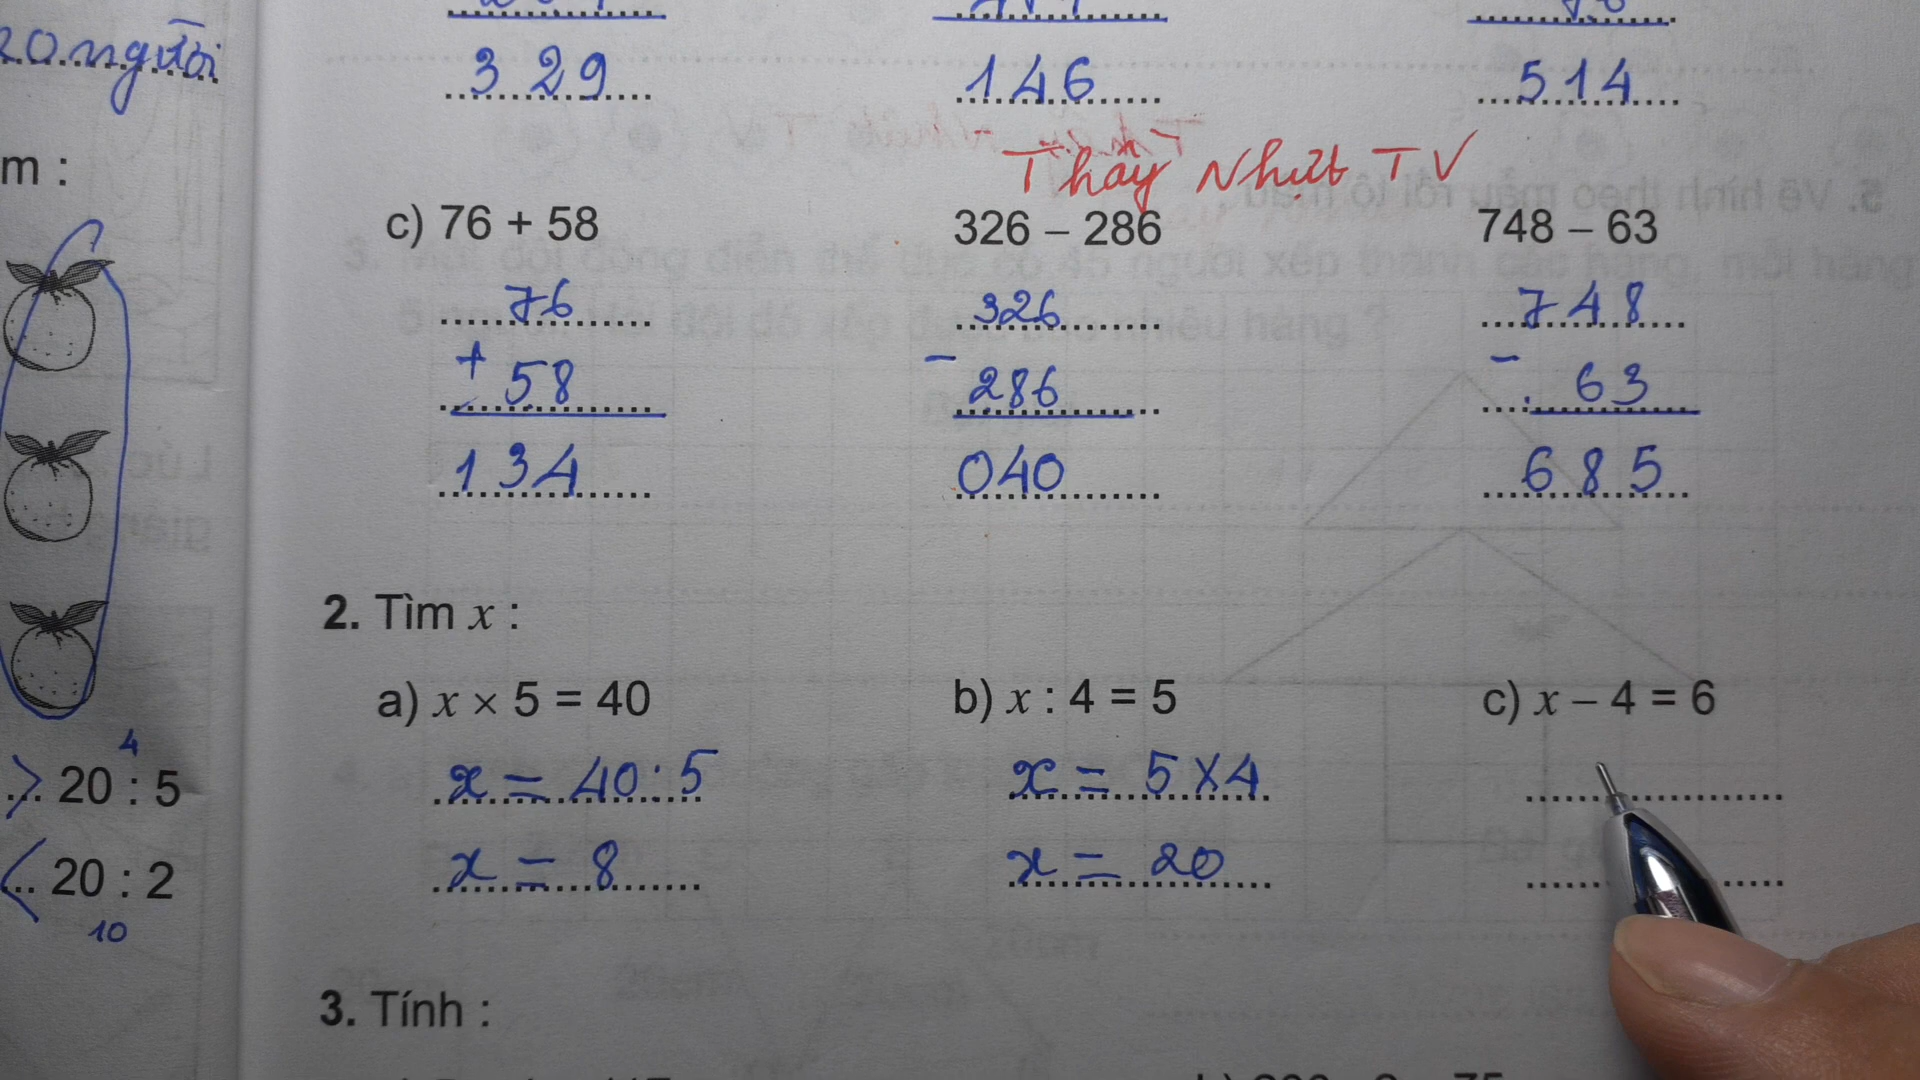 20 người
m :
4
> 20 : 5
< 20 : 2
10
329 146 514
Thầy Nhựt TV
c) 76 + 58 326 – 286 748 – 63
76 326 748
+ 58 - 286 - 63
134 040 685
2. Tìm x :
a) x × 5 = 40 b) x : 4 = 5 c) x – 4 = 6
x = 40 : 5 x = 5 × 4
x = 8 x = 20
3. Tính :